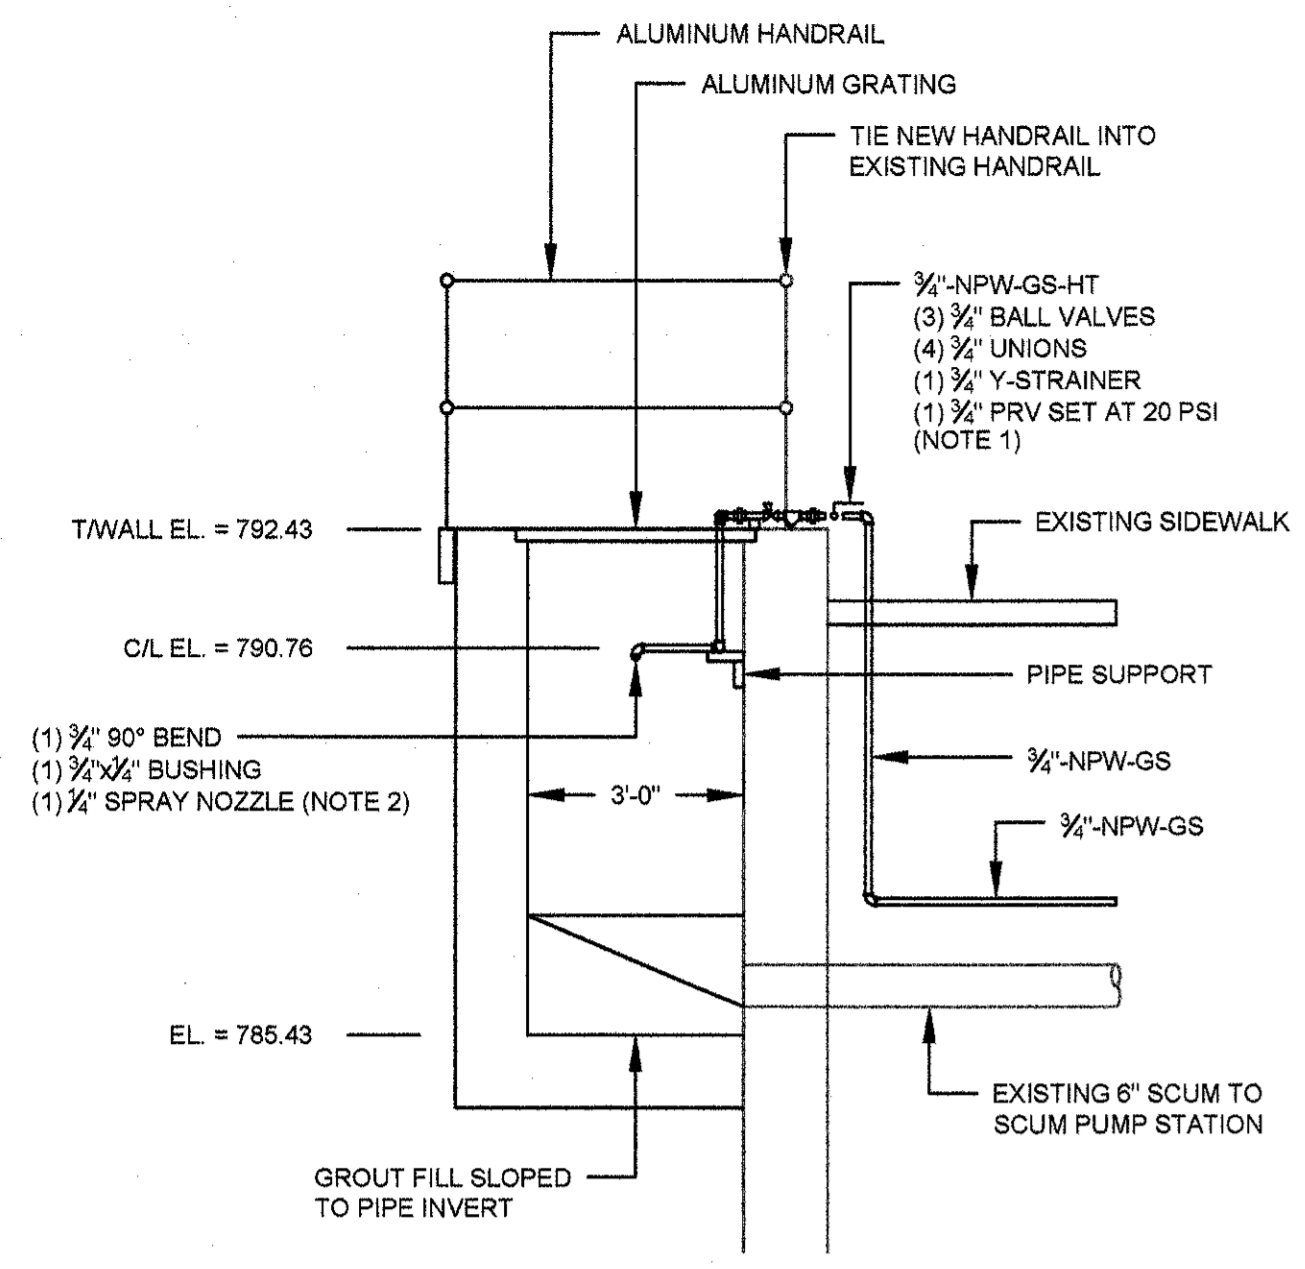 ALUMINUM HANDRAIL
ALUMINUM GRATING
TIE NEW HANDRAIL INTO
EXISTING HANDRAIL
¾"-NPW-GS-HT
(3) ¾" BALL VALVES
(4) ¾" UNIONS
(1) ¾" Y-STRAINER
(1) ¾" PRV SET AT 20 PSI
(NOTE 1)
T/WALL EL. = 792.43
EXISTING SIDEWALK
C/L EL. = 790.76
PIPE SUPPORT
(1) ¾" 90° BEND
(1) ¾"x¼" BUSHING
(1) ¼" SPRAY NOZZLE (NOTE 2)
3'-0"
¾"-NPW-GS
¾"-NPW-GS
EL. = 785.43
EXISTING 6" SCUM TO
SCUM PUMP STATION
GROUT FILL SLOPED
TO PIPE INVERT